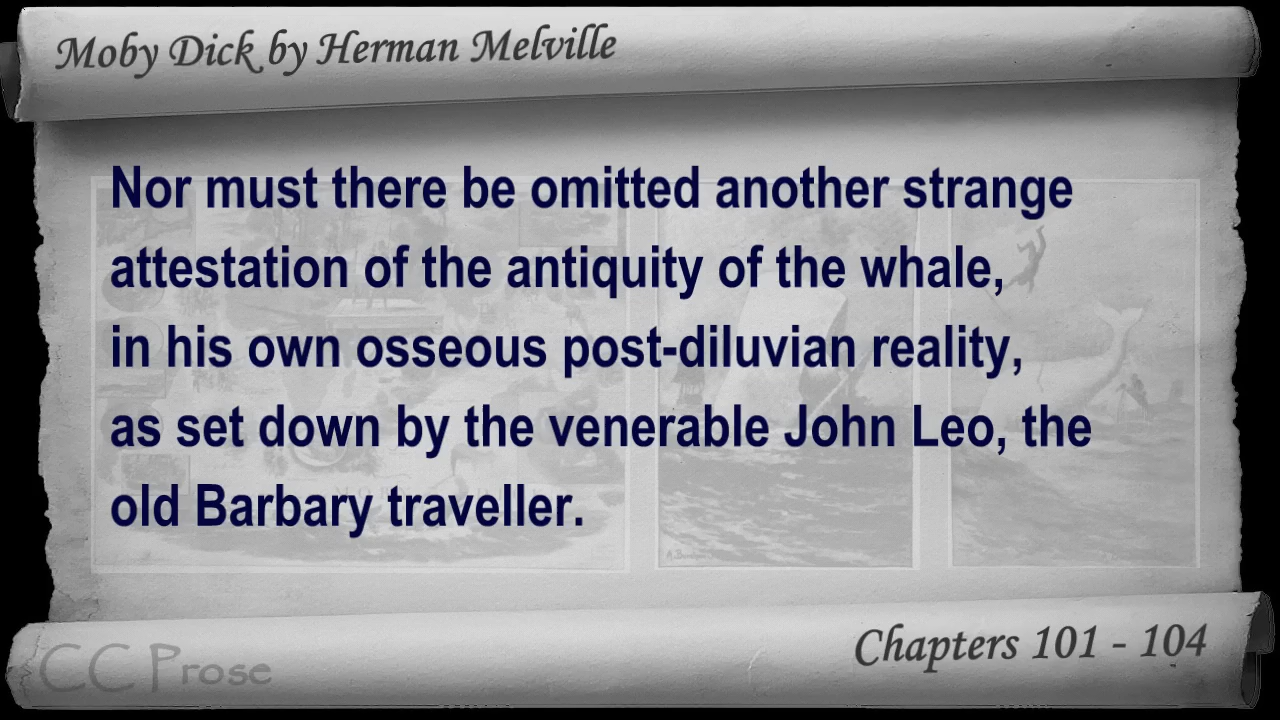 Moby Dick by Herman Melville
Nor must there be omitted another strange
attestation of the antiquity of the whale,
in his own osseous post-diluvian reality,
as set down by the venerable John Leo, the
old Barbary traveller.
CC Prose
Chapters 101 - 104